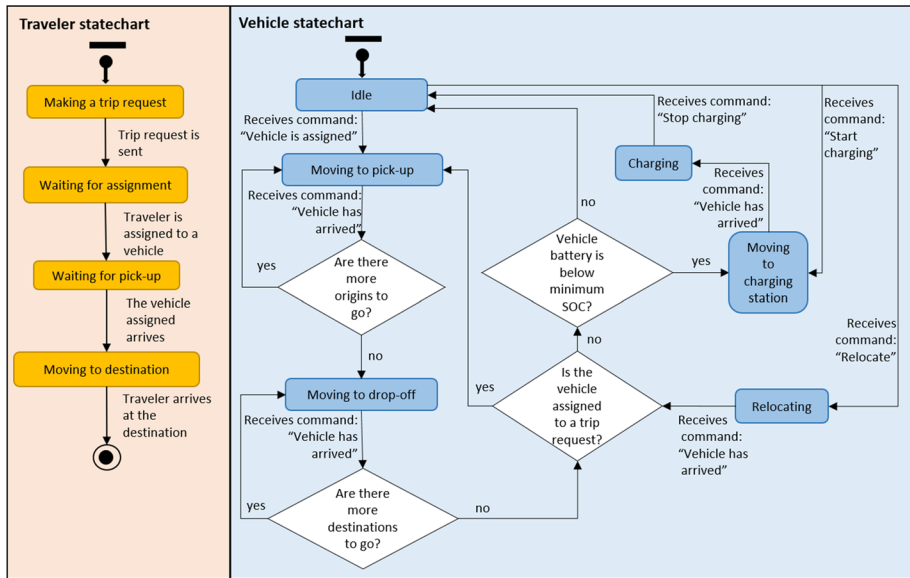 Traveler statechart
Making a trip request
Trip request is
sent
Waiting for assignment
Traveler is
assigned to a
vehicle
Waiting for pick-up
The vehicle
assigned
arrives
Moving to destination
Traveler arrives
at the
destination
Vehicle statechart
Idle
Receives command:
“Vehicle is assigned”
Moving to pick-up
Receives command:
“Vehicle has
arrived”
yes
Are there
more
origins to
go?
no
Moving to drop-off
Receives command:
“Vehicle has
arrived”
yes
Are there
more
destinations
to go?
no
Is the
vehicle
assigned
to a trip
request?
yes
no
Vehicle
battery is
below
minimum
SOC?
no
yes
Moving
to
charging
station
Receives
command:
“Vehicle has
arrived”
Charging
Receives command:
“Stop charging”
Receives
command:
“Start
charging”
Receives
command:
“Relocate”
Relocating
Receives
command:
“Vehicle has
arrived”